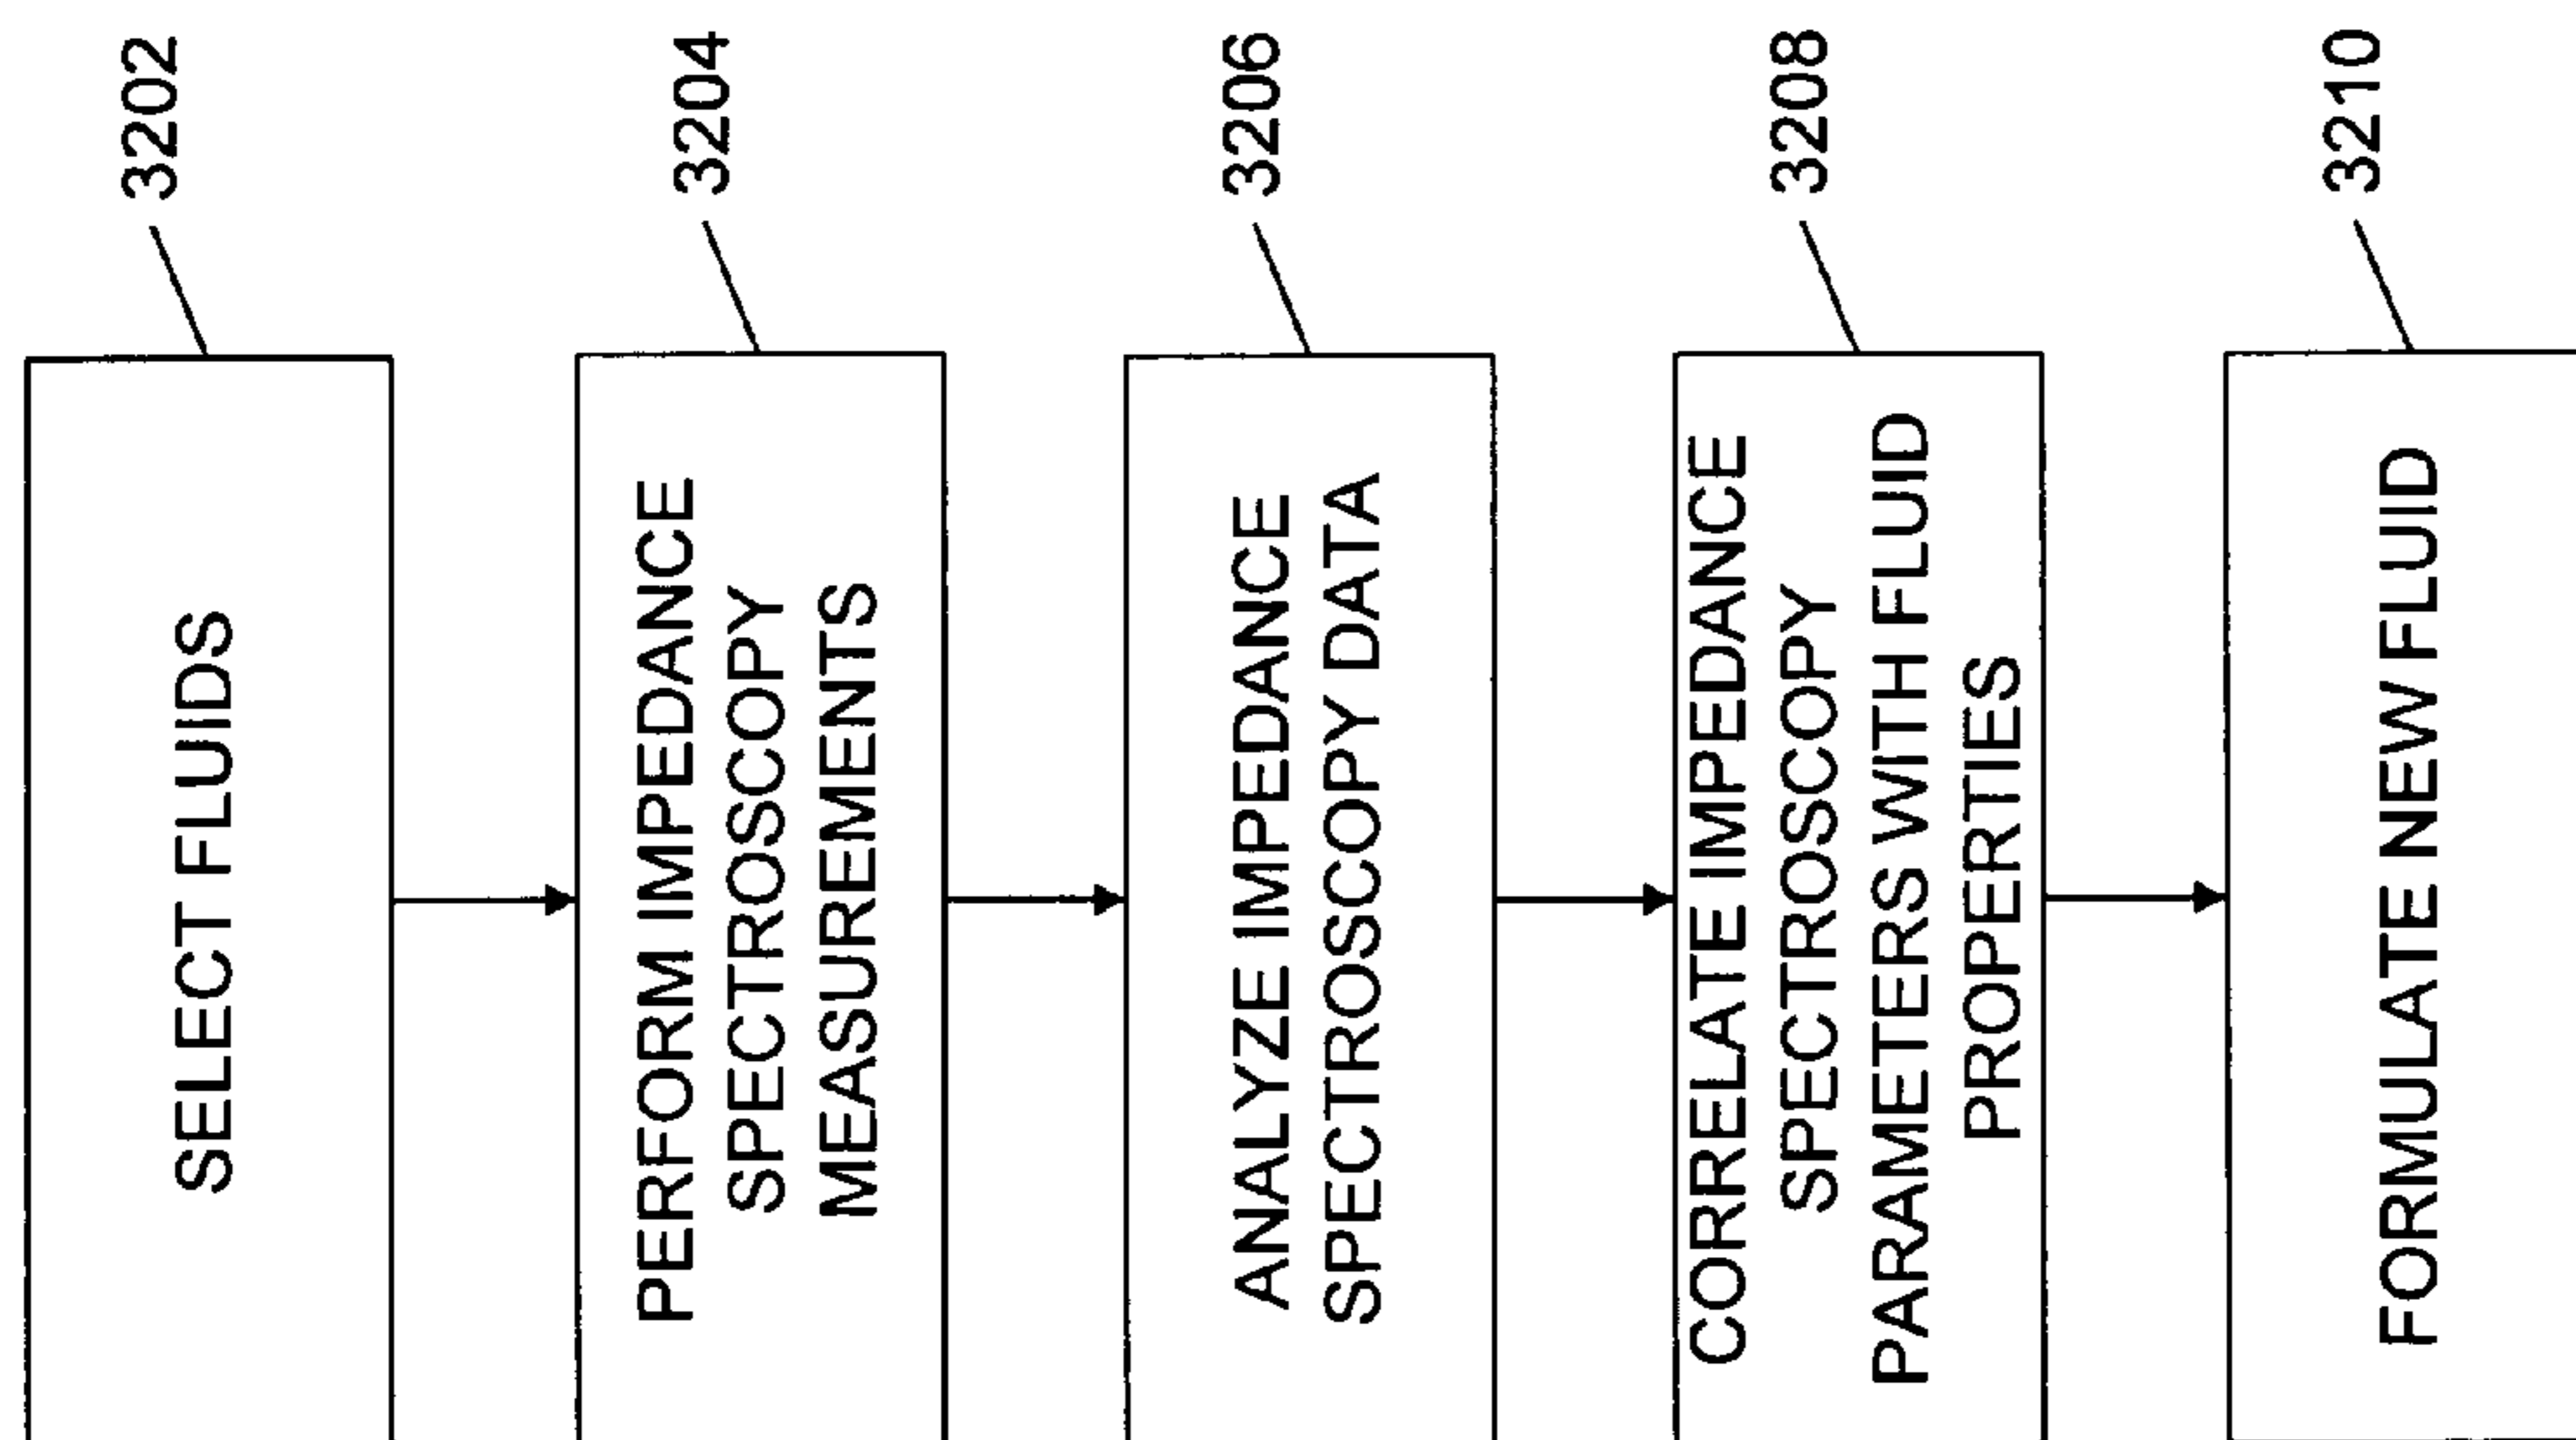 3202
SELECT FLUIDS
3204
PERFORM IMPEDANCE
SPECTROSCOPY
MEASUREMENTS
3206
ANALYZE IMPEDANCE
SPECTROSCOPY DATA
3208
CORRELATE IMPEDANCE
SPECTROSCOPY
PARAMETERS WITH FLUID
PROPERTIES
3210
FORMULATE NEW FLUID